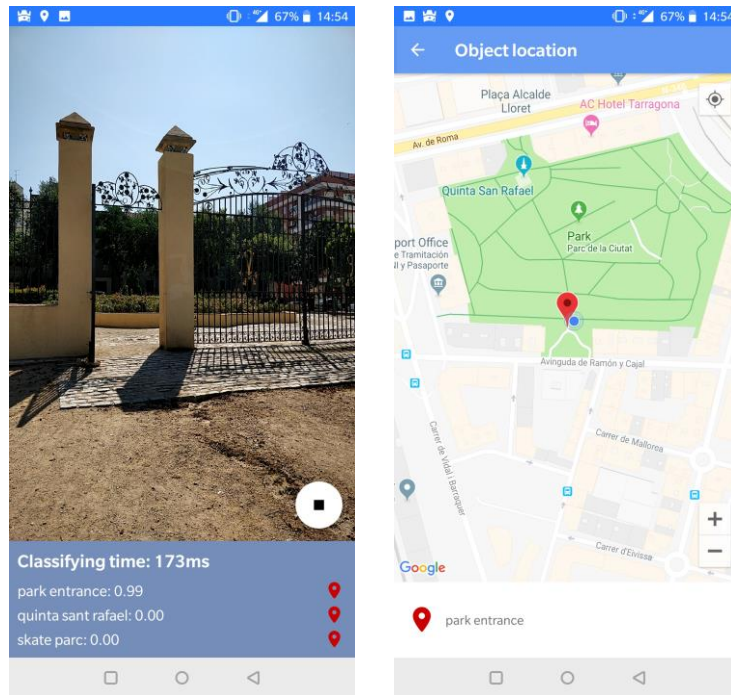 67% 14:54
Classifying time: 173ms
park entrance: 0.99
quinta sant rafael: 0.00
skate parc: 0.00
67% 14:54
Object location
Plaça Alcalde
Lloret
AC Hotel Tarragona
Av. de Roma
Quinta San Rafael
Park
Parc de la Ciutat
port Office
e Tramitación
NI y Pasaporte
Avinguda de Ramón y Cajal
Carrer de Mallorea
Carrer de Vidal i Barraquer
Carrer d'Eivissa
Google
park entrance